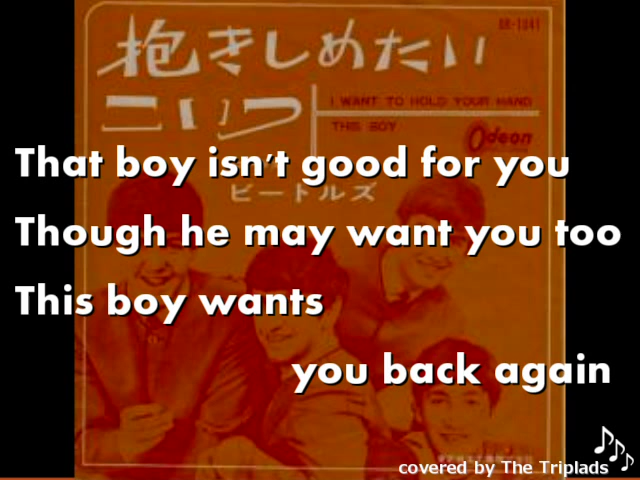 抱きしめたい
OR-1041
こいつ
I WANT TO HOLD YOUR HAND
THIS BOY
Odeon
That boy isn't good for you
ビートルズ
Though he may want you too
This boy wants
you back again
covered by The Triplads